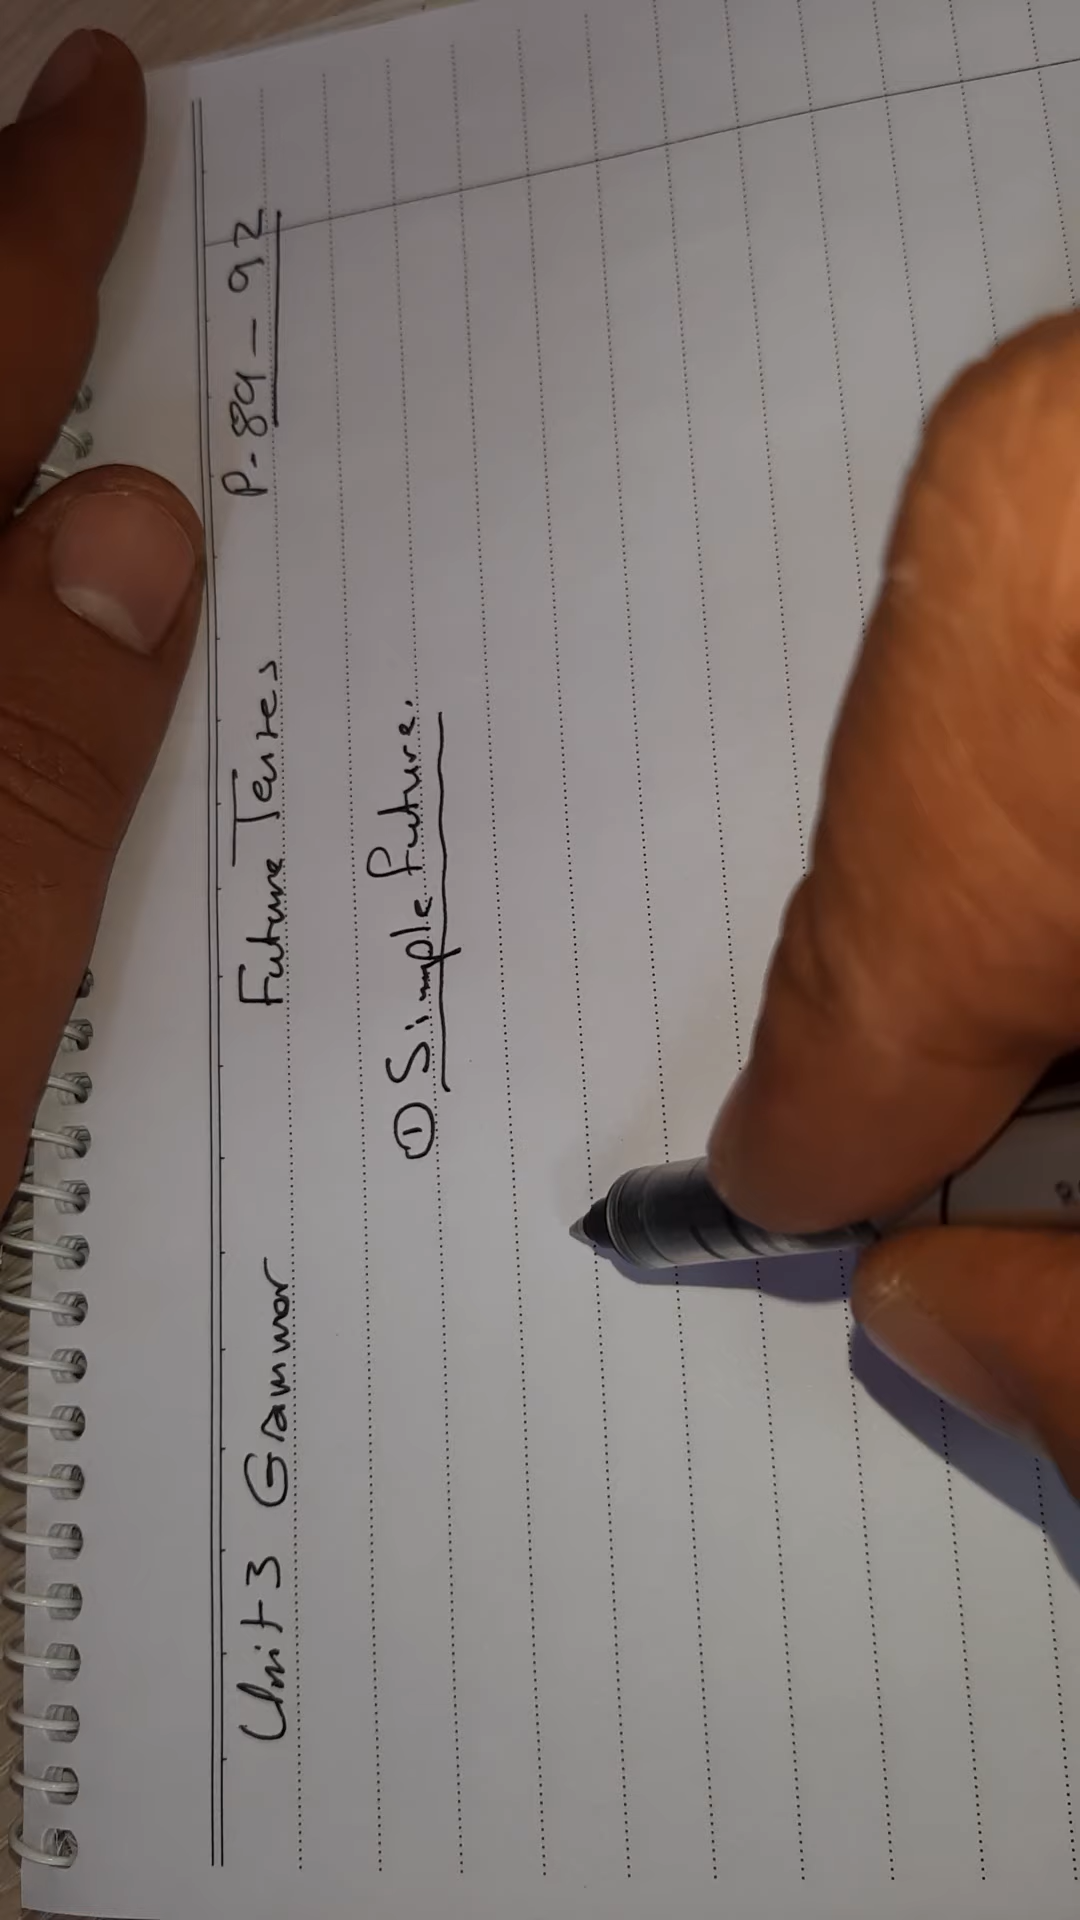 Unit 3 Grammar Future Tenses P. 89 - 92
① Simple Future.